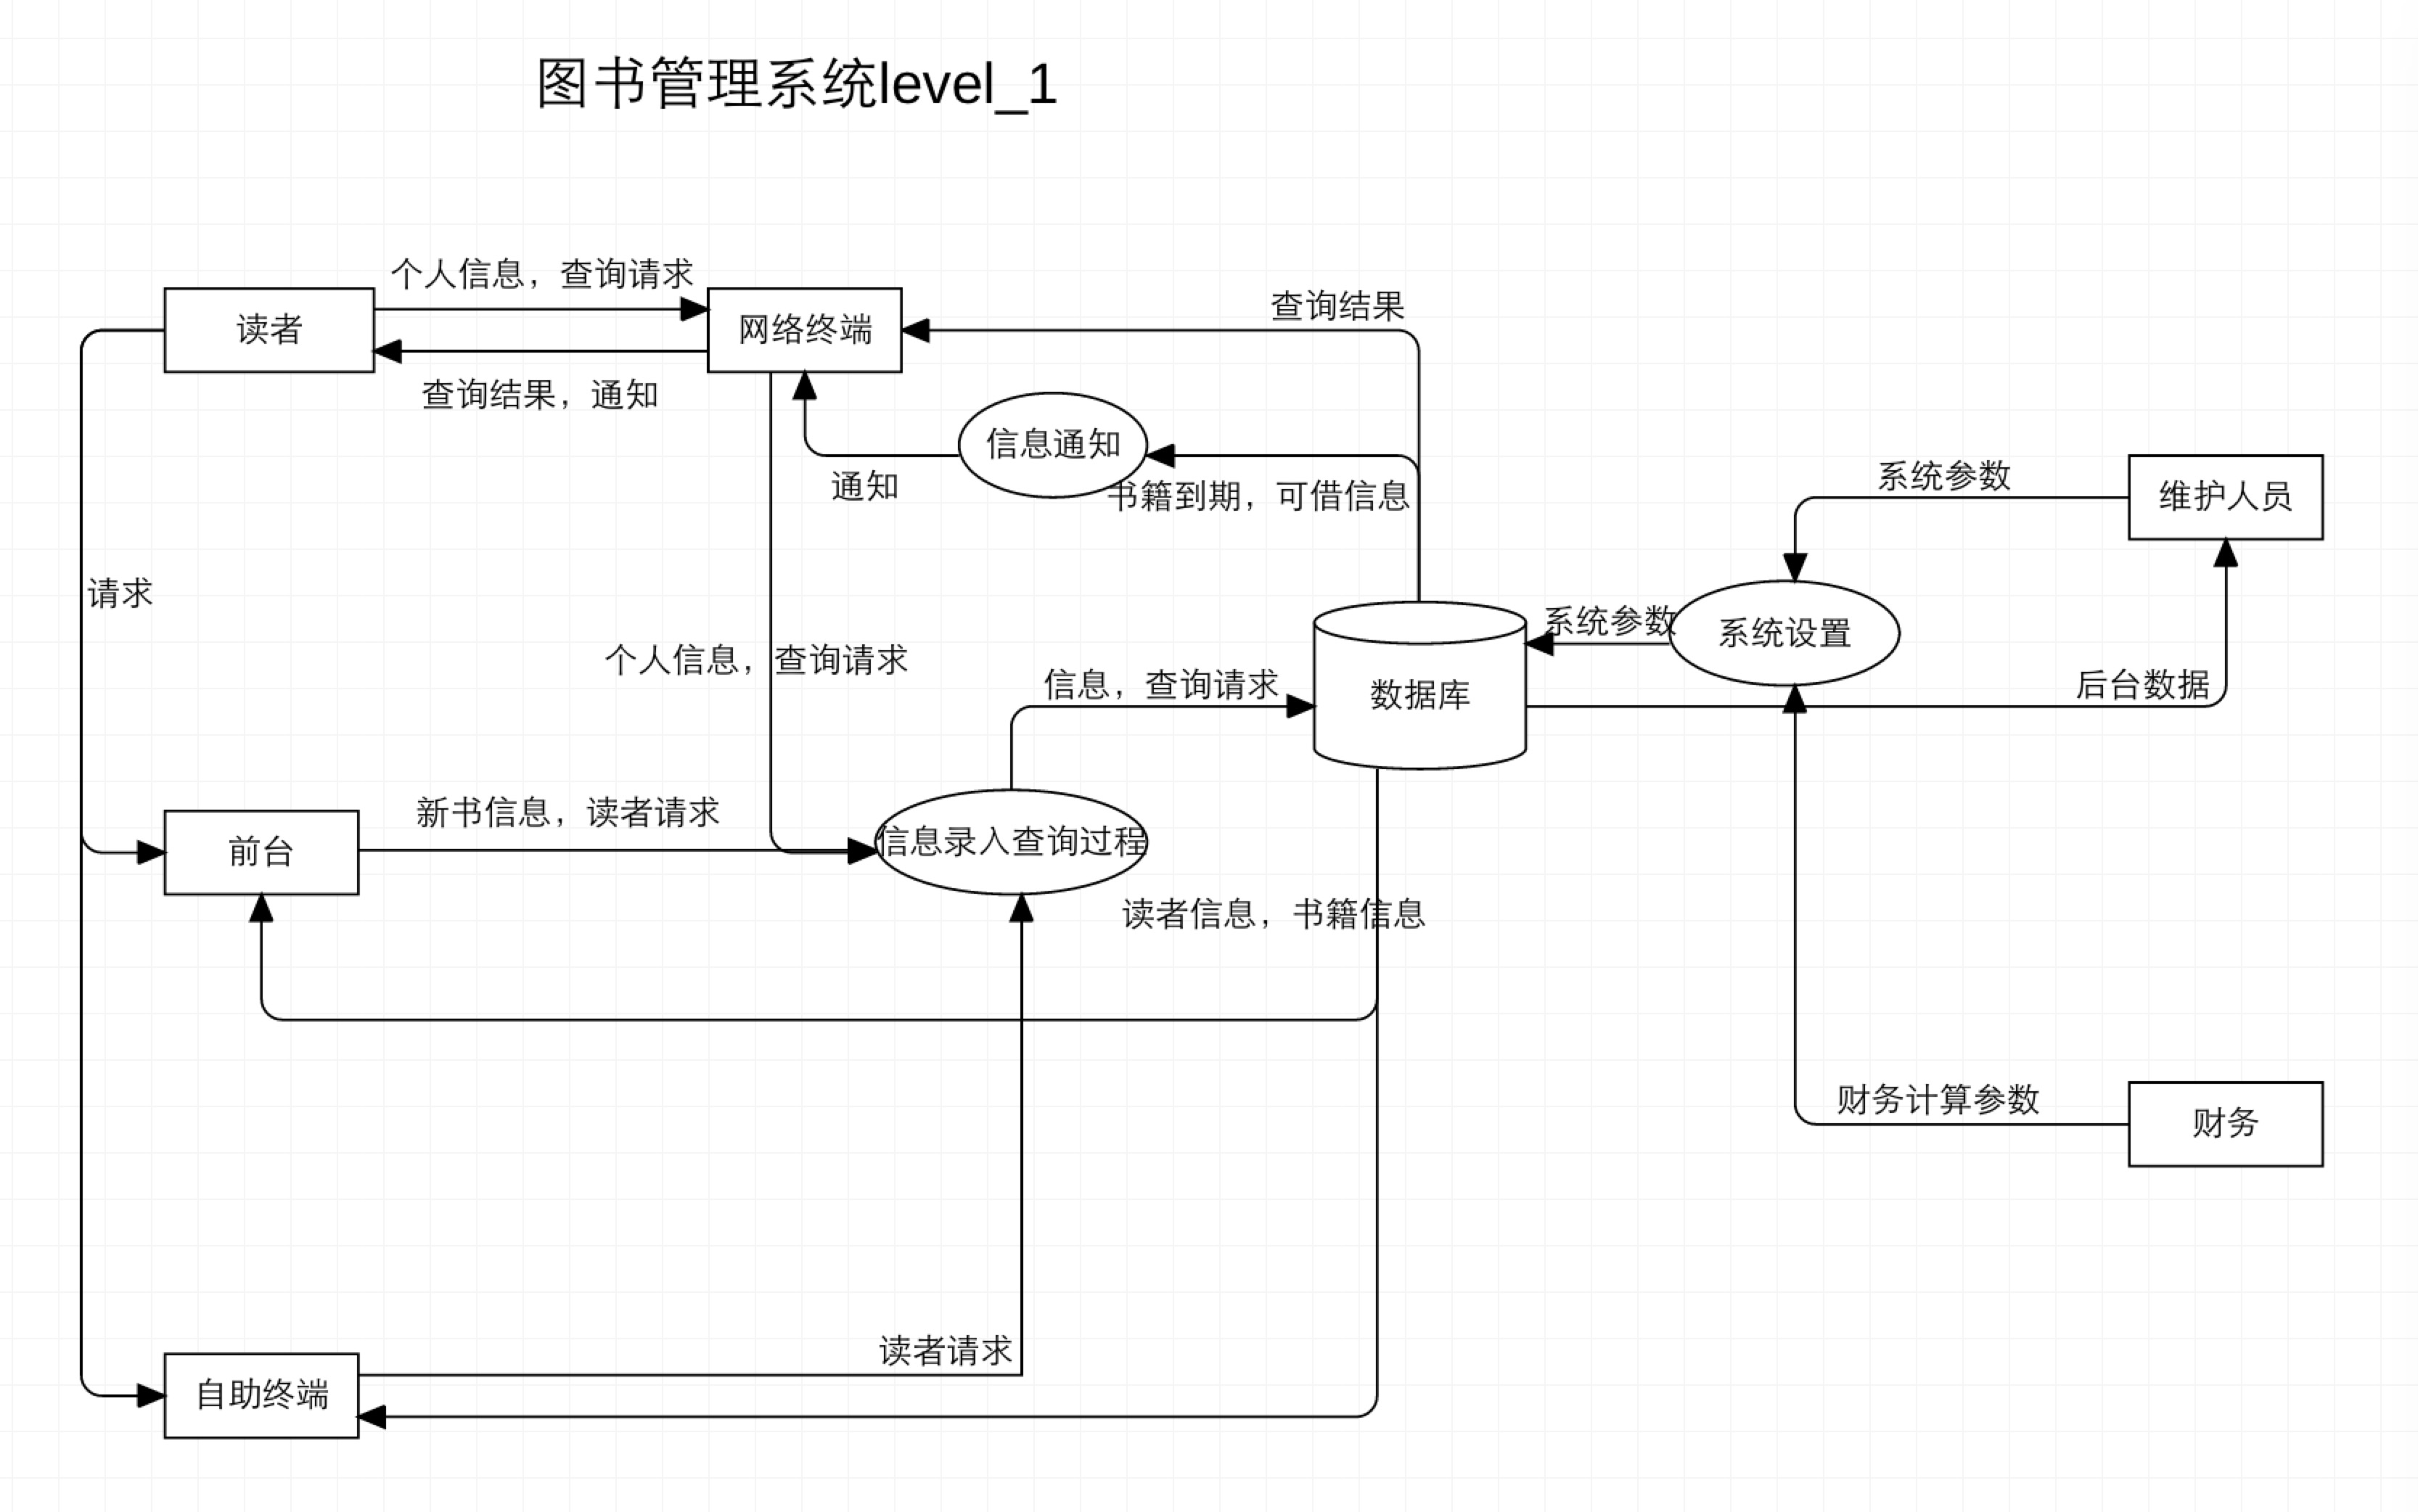 图书管理系统level_1
个人信息，查询请求
读者
网络终端
查询结果
查询结果，通知
信息通知
通知
书籍到期，可借信息
系统参数
维护人员
请求
系统参数
系统设置
个人信息，查询请求
信息，查询请求
数据库
后台数据
新书信息，读者请求
前台
信息录入查询过程
读者信息，书籍信息
财务计算参数
财务
读者请求
自助终端